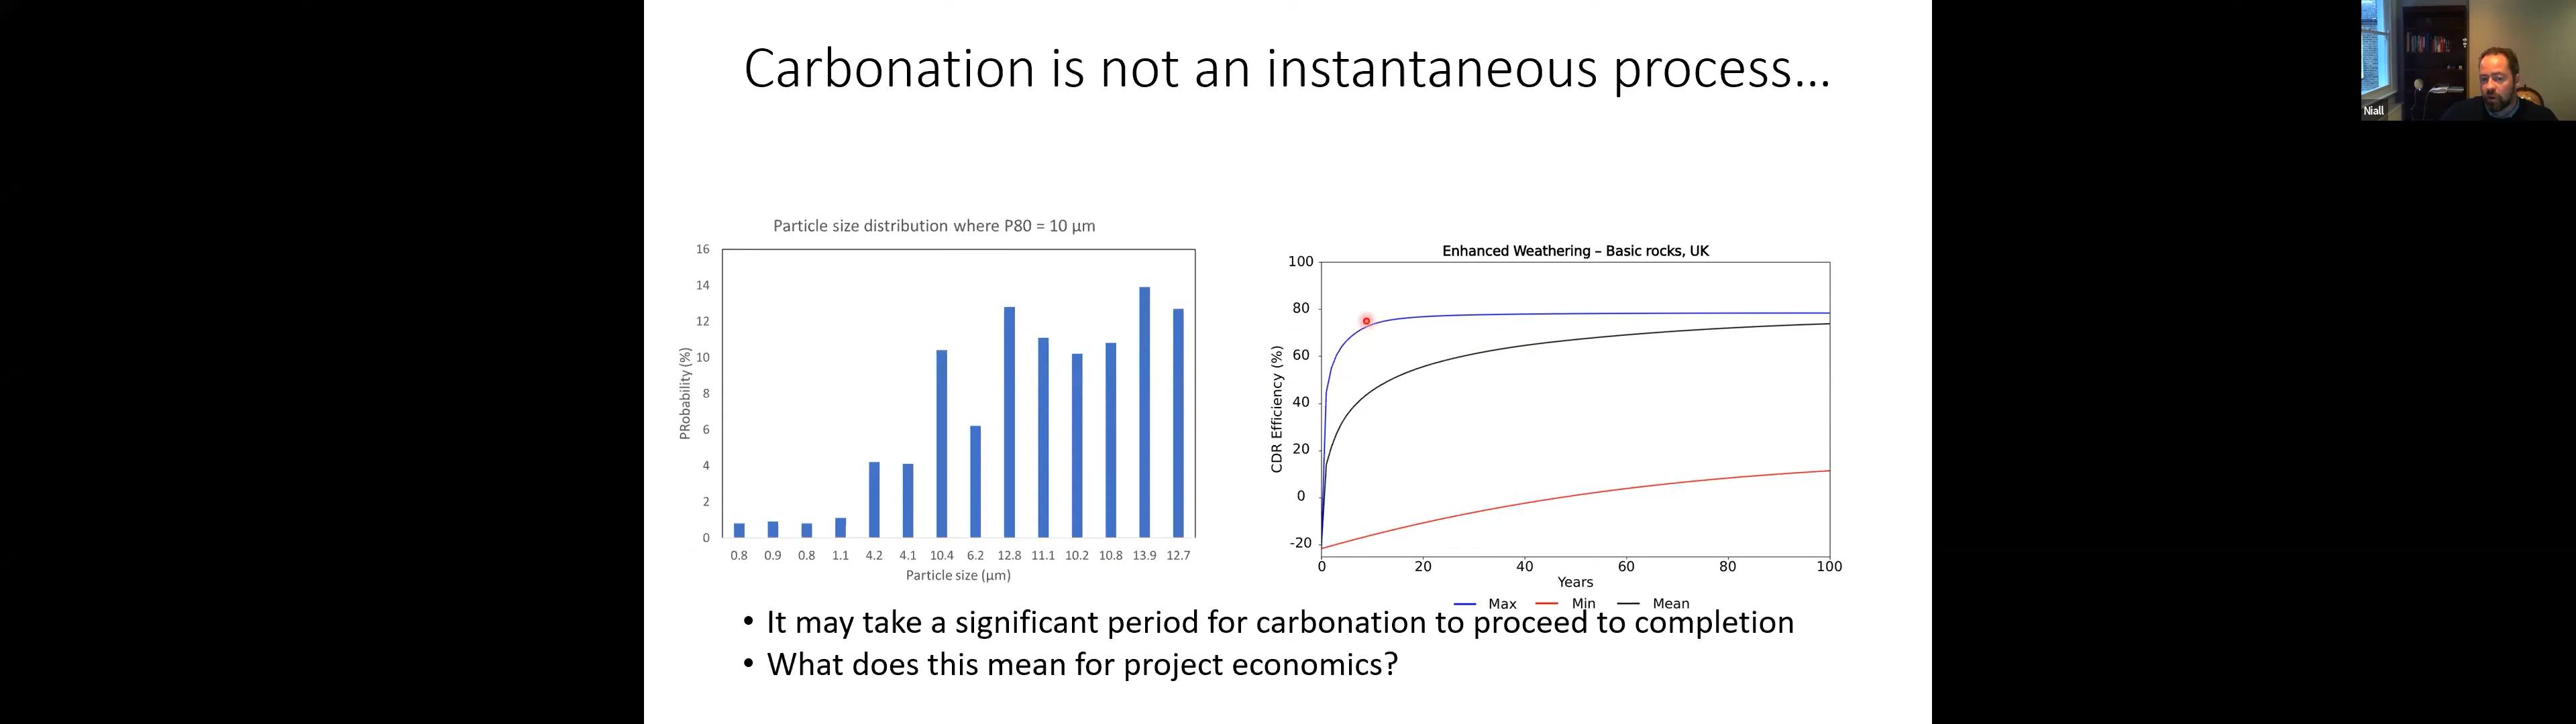 Carbonation is not an instantaneous process...
Niall
Particle size distribution where P80 = 10 µm
16
14
12
10
8
6
4
2
0
PRobability (%)
0.8 0.9 0.8 1.1 4.2 4.1 10.4 6.2 12.8 11.1 10.2 10.8 13.9 12.7
Particle size (µm)
Enhanced Weathering – Basic rocks, UK
100
80
60
40
20
0
-20
CDR Efficiency (%)
0 20 40 60 80 100
Years
Max Min Mean
• It may take a significant period for carbonation to proceed to completion
• What does this mean for project economics?